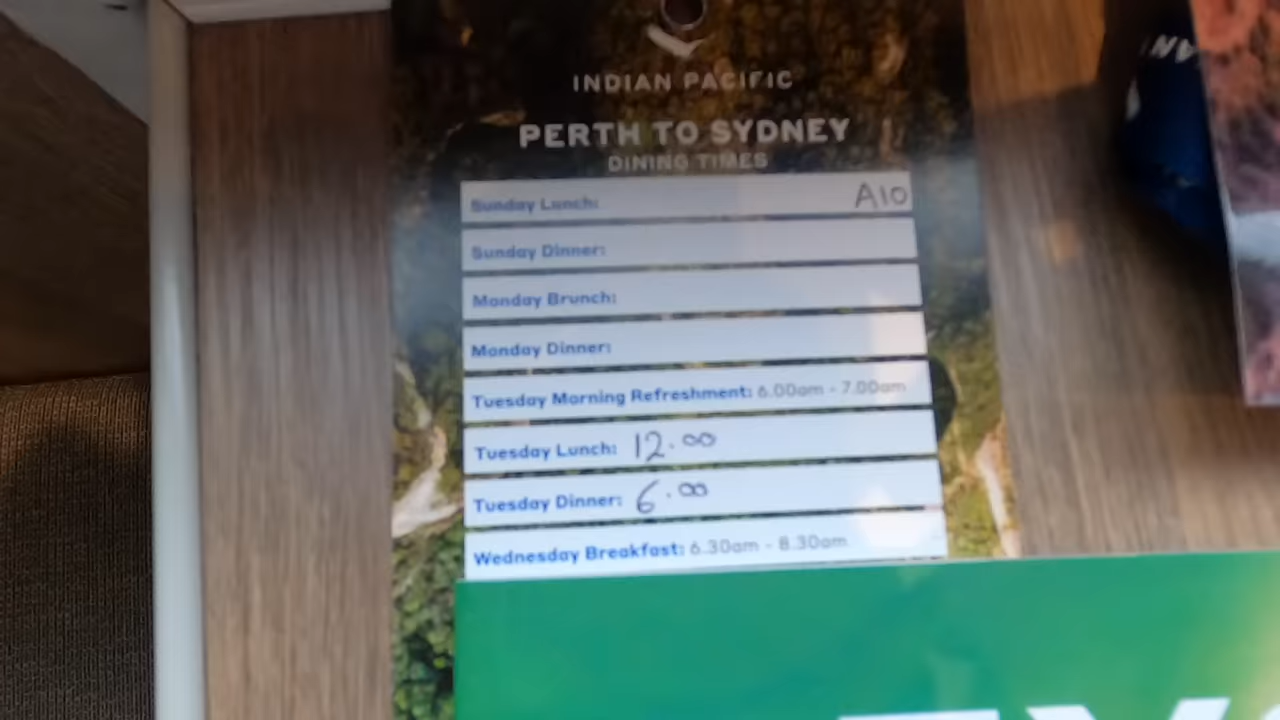 INDIAN PACIFIC
PERTH TO SYDNEY
DINING TIMES
Sunday Lunch: A10
Sunday Dinner:
Monday Brunch:
Monday Dinner:
Tuesday Morning Refreshment: 6.00am - 7.00am
Tuesday Lunch: 12.00
Tuesday Dinner: 6.00
Wednesday Breakfast: 6.30am - 8.30am